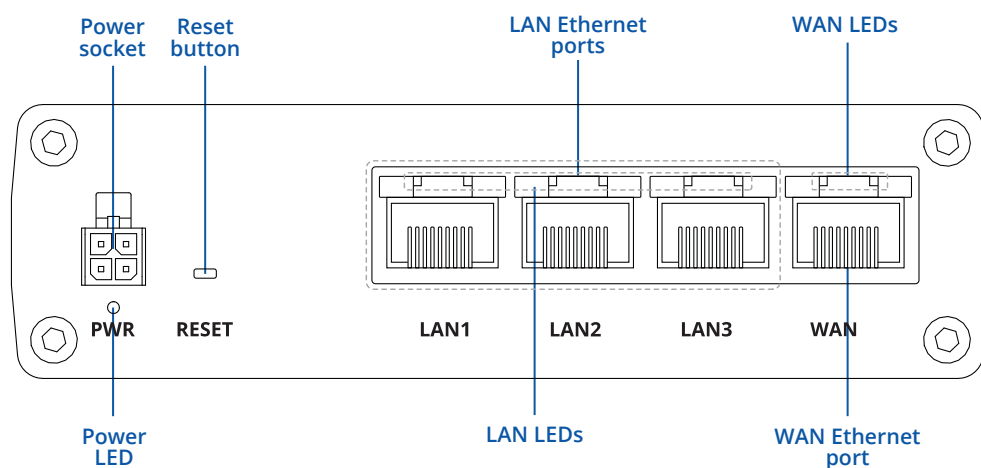 Power
socket
Reset
button
LAN Ethernet
ports
WAN LEDs
PWR
RESET
LAN1
LAN2
LAN3
WAN
Power
LED
LAN LEDs
WAN Ethernet
port